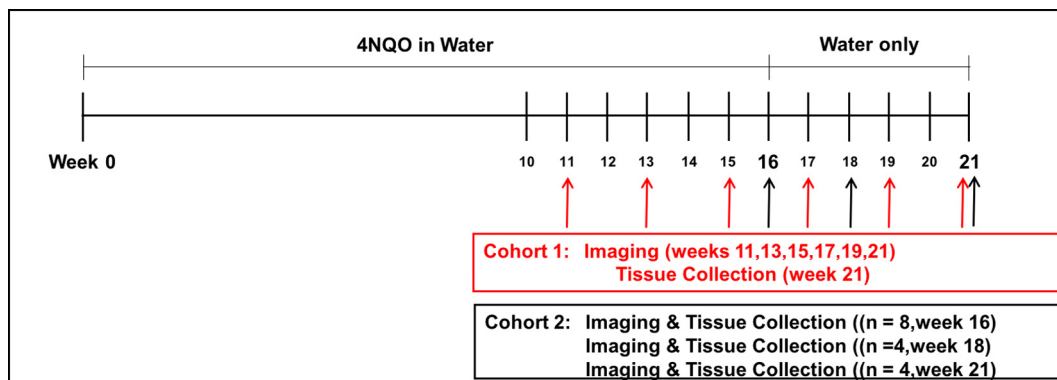 4NQO in Water Water only
Week 0 10 11 12 13 14 15 16 17 18 19 20 21
Cohort 1: Imaging (weeks 11,13,15,17,19,21)
Tissue Collection (week 21)
Cohort 2: Imaging & Tissue Collection ((n = 8,week 16)
Imaging & Tissue Collection ((n =4,week 18)
Imaging & Tissue Collection ((n = 4,week 21)